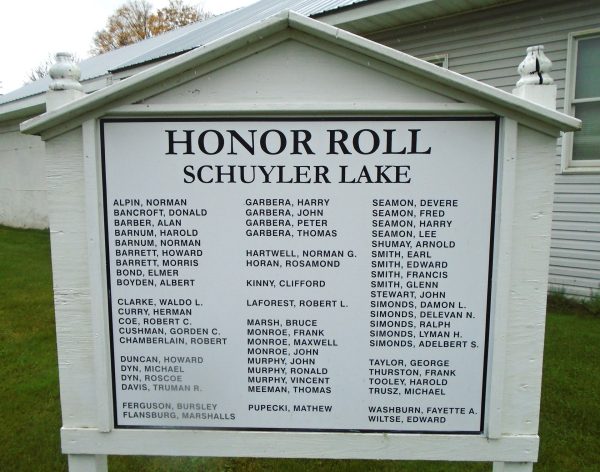 HONOR ROLL
SCHUYLER LAKE
ALPIN, NORMAN
BANCROFT, DONALD
BARBER, ALAN
BARNUM, HAROLD
BARNUM, NORMAN
BARRETT, HOWARD
BARRETT, MORRIS
BOND, ELMER
BOYDEN, ALBERT
CLARKE, WALDO L.
CURRY, HERMAN
COE, ROBERT C.
CUSHMAN, GORDEN C.
CHAMBERLAIN, ROBERT
DUNCAN, HOWARD
DYN, MICHAEL
DYN, ROSCOE
DAVIS, TRUMAN R.
FERGUSON, BURSLEY
FLANSBURG, MARSHALLS
GARBERA, HARRY
GARBERA, JOHN
GARBERA, PETER
GARBERA, THOMAS
HARTWELL, NORMAN G.
HORAN, ROSAMOND
KINNY, CLIFFORD
LAFOREST, ROBERT L.
MARSH, BRUCE
MONROE, FRANK
MONROE, MAXWELL
MONROE, JOHN
MURPHY, JOHN
MURPHY, RONALD
MURPHY, VINCENT
MEEMAN, THOMAS
PUPECKI, MATHEW
SEAMON, DEVERE
SEAMON, FRED
SEAMON, HARRY
SEAMON, LEE
SHUMAY, ARNOLD
SMITH, EARL
SMITH, EDWARD
SMITH, FRANCIS
SMITH, GLENN
STEWART, JOHN
SIMONDS, DAMON L.
SIMONDS, DELEVAN N.
SIMONDS, RALPH
SIMONDS, LYMAN H.
SIMONDS, ADELBERT S.
TAYLOR, GEORGE
THURSTON, FRANK
TOOLEY, HAROLD
TRUSZ, MICHAEL
WASHBURN, FAYETTE A.
WILTSE, EDWARD